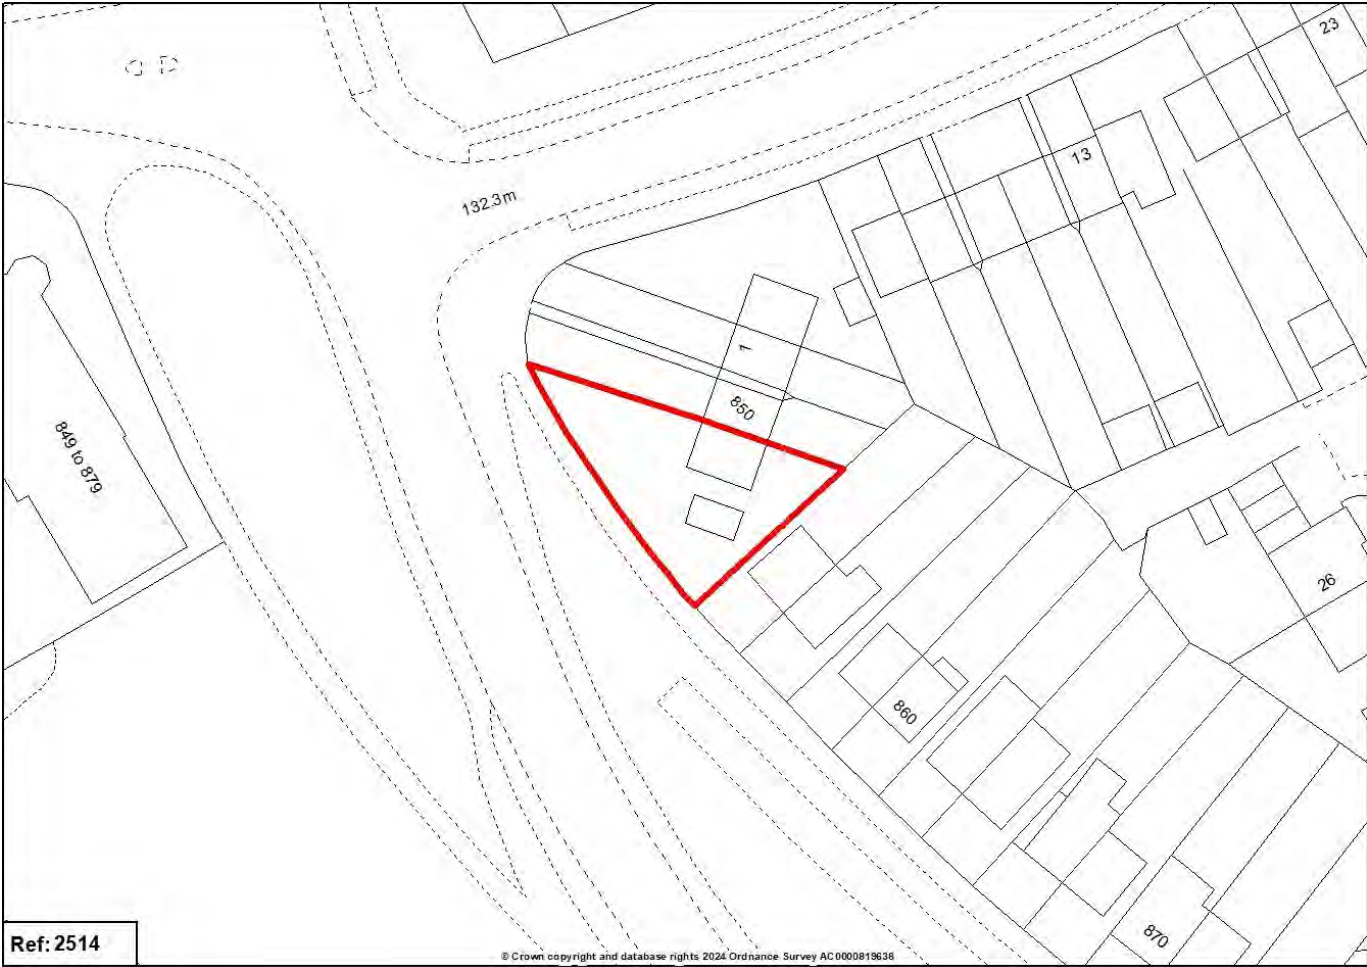 23
13
132.3m
1
850
849 to 879
26
860
870
Ref: 2514
© Crown copyright and database rights 2024 Ordnance Survey AC0000819638